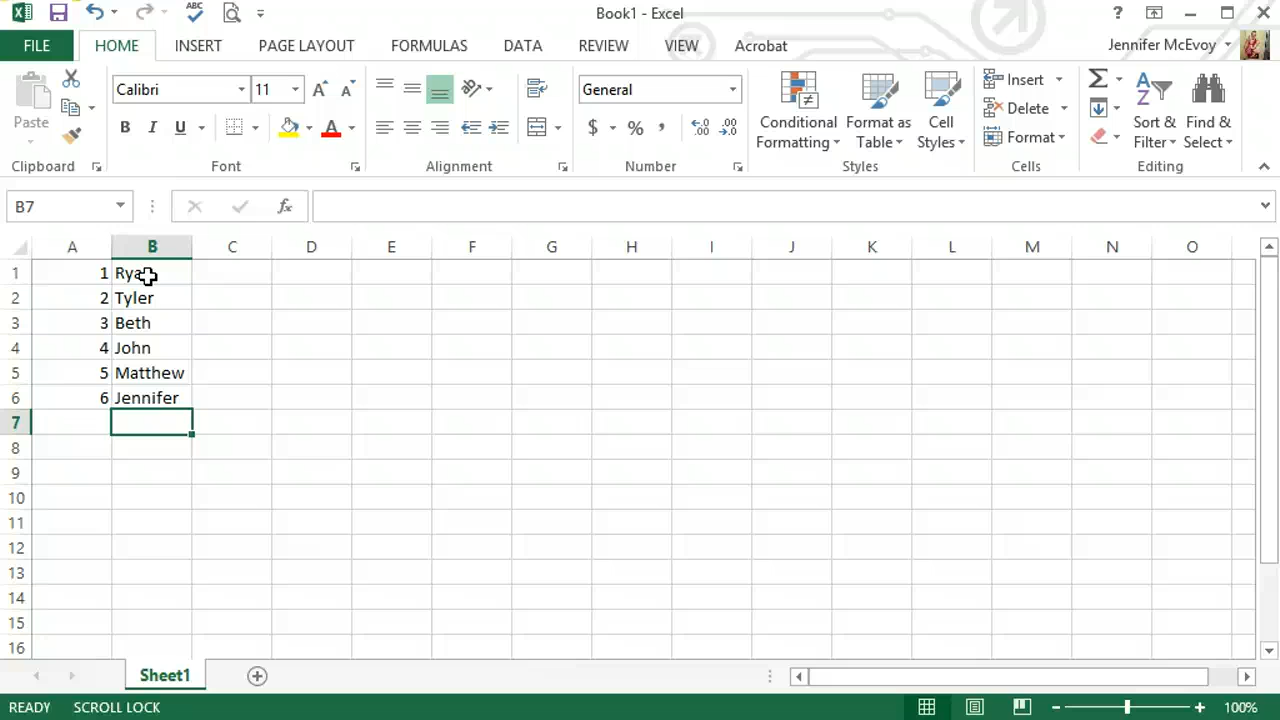 Book1 - Excel
?
FILE HOME INSERT PAGE LAYOUT FORMULAS DATA REVIEW VIEW Acrobat Jennifer McEvoy
Paste
Calibri 11
B I U A
General
$ % , .00 .0
Conditional Formatting
Format as Table
Cell Styles
Insert
Delete
Format
Σ
Sort & Filter
Find & Select
Clipboard Font Alignment Number Styles Cells Editing
B7 fx
A B C D E F G H I J K L M N O
1 1
2 2 Tyler
3 3 Beth
4 4 John
5 5 Matthew
6 6 Jennifer
7
8
9
10
11
12
13
14
15
16
Sheet1
READY SCROLL LOCK 100%